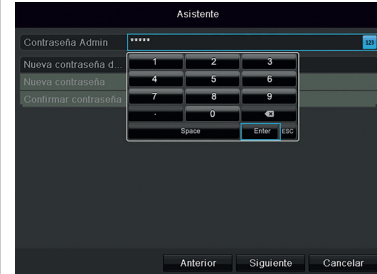 Asistente
Contraseña Admin ***** 123
Nueva contraseña d...
Nueva contraseña
Confirmar contraseña
1 2 3
4 5 6
7 8 9
. 0
Space Enter ESC
Anterior Siguiente Cancelar